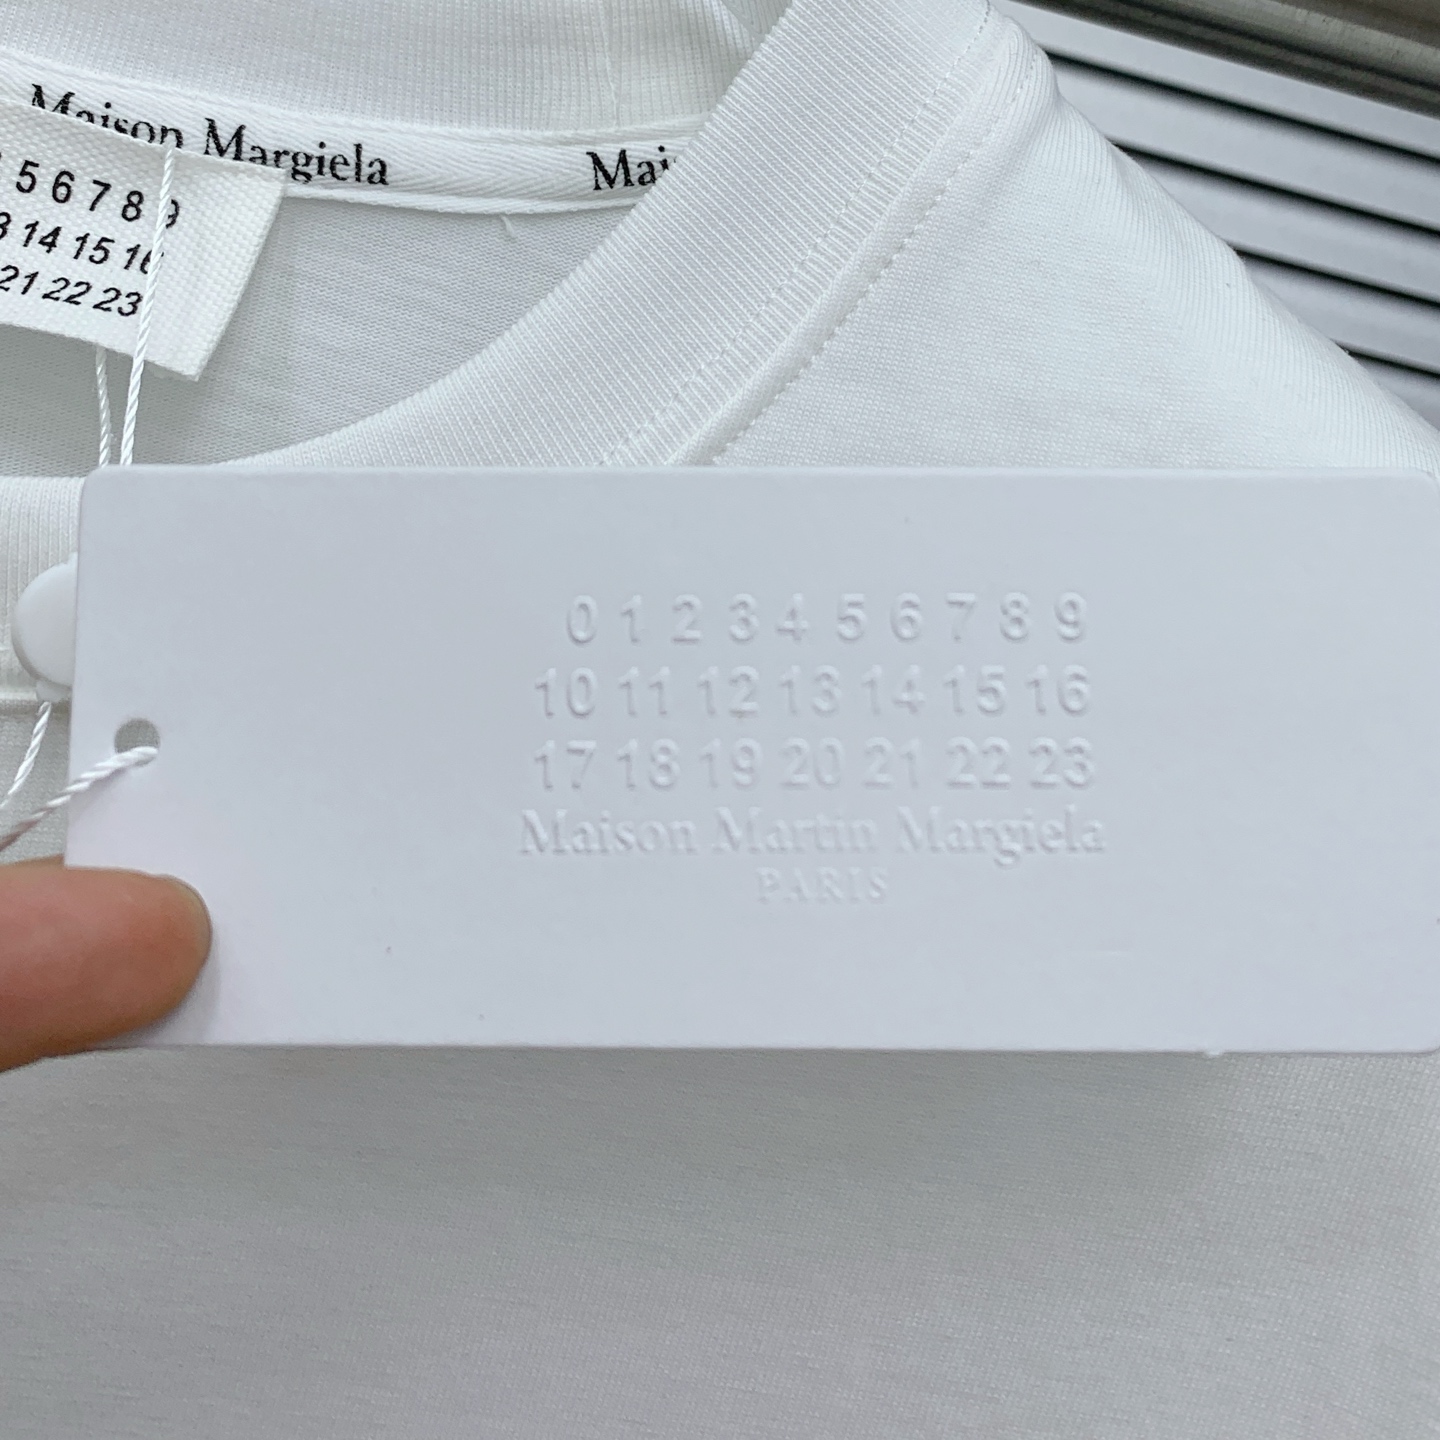 Maison Margiela Mai
5 6 7 8 9
3 14 15 16
21 22 23
0 1 2 3 4 5 6 7 8 9
10 11 12 13 14 15 16
17 18 19 20 21 22 23
Maison Martin Margiela
PARIS